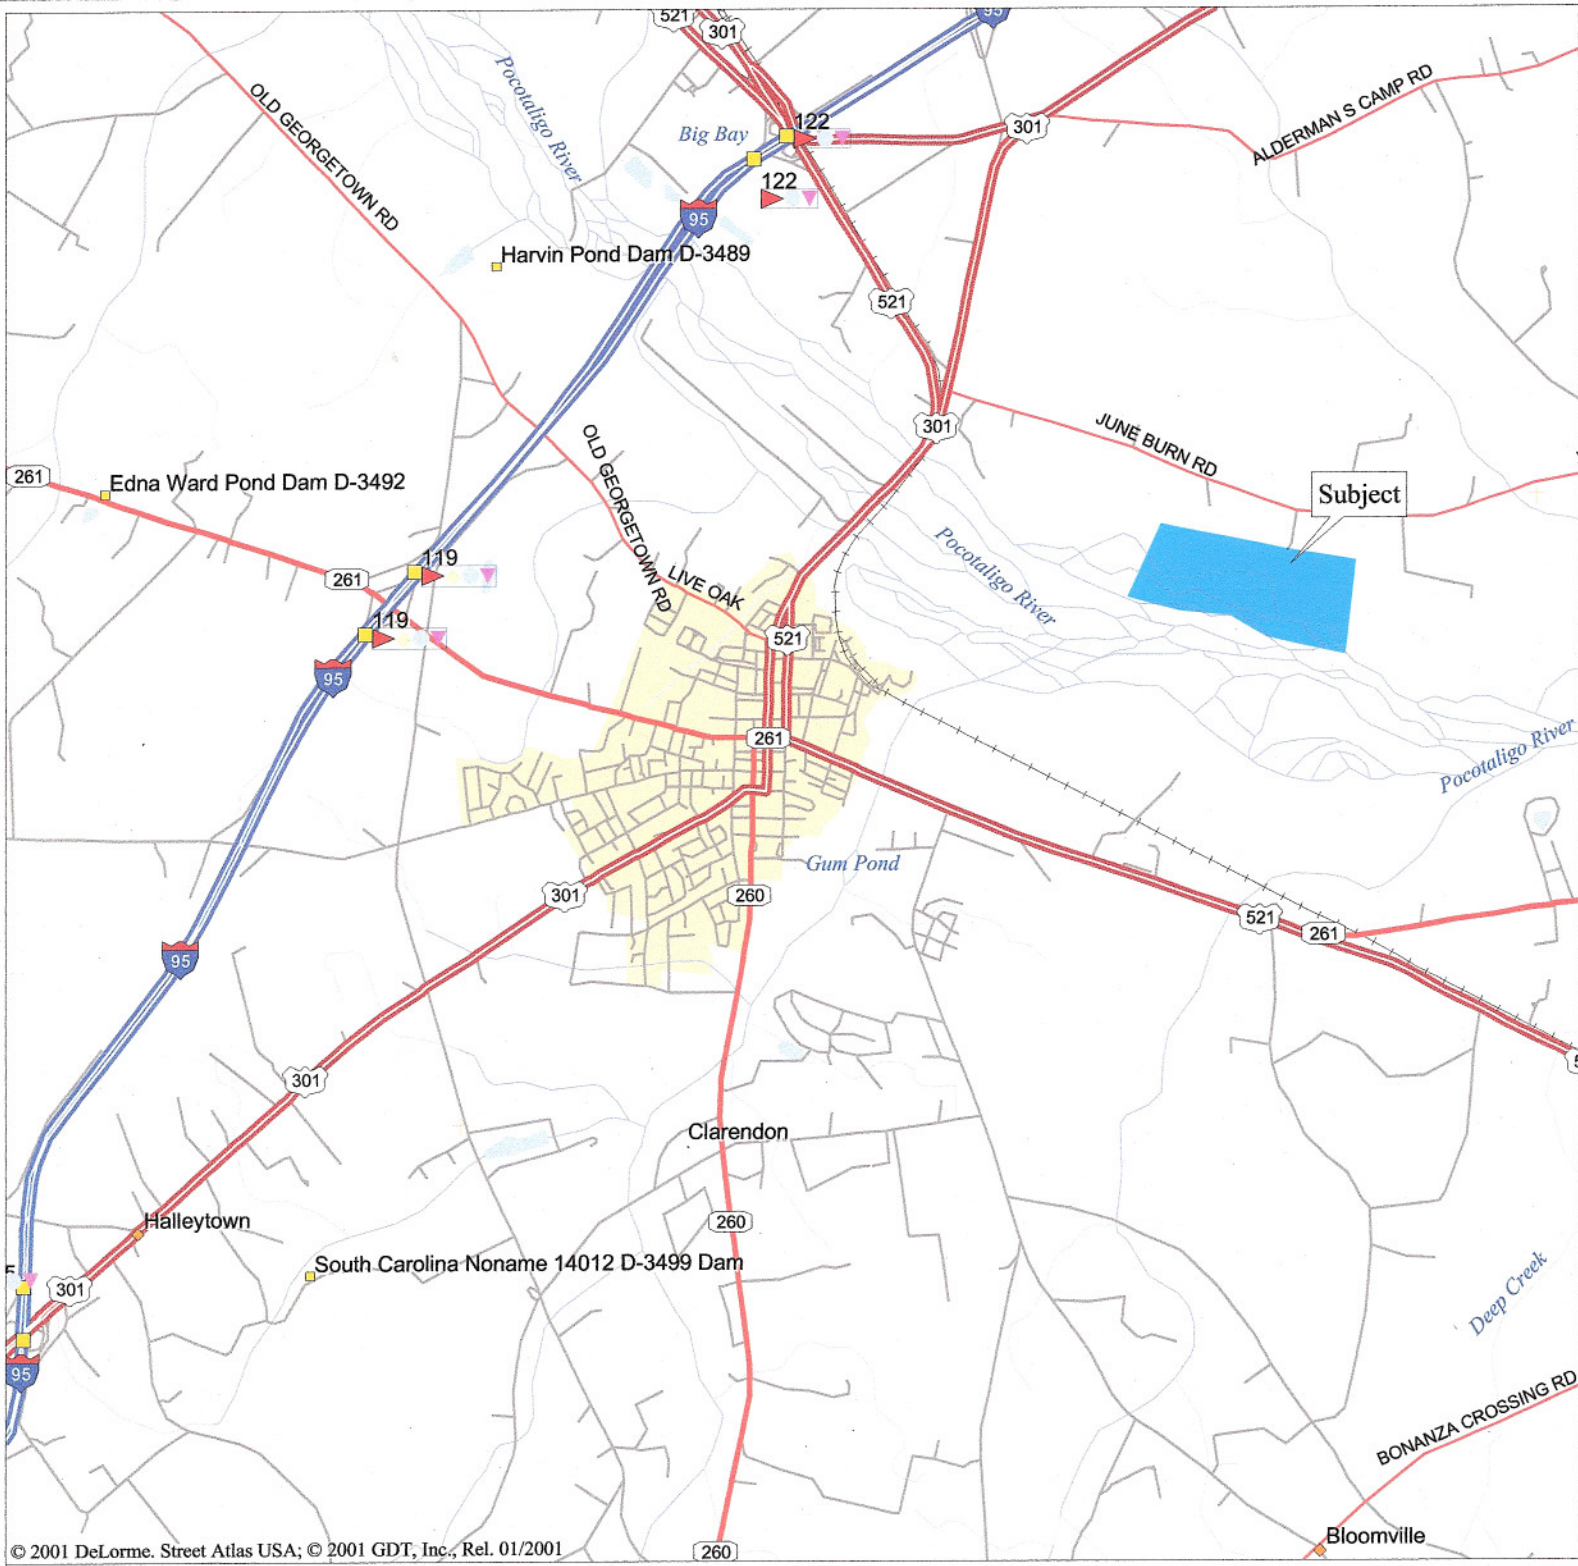 521
301
95
Pocotaligo River
OLD GEORGETOWN RD
Big Bay
122
301
ALDERMAN S CAMP RD
122
95
Harvin Pond Dam D-3489
521
301
JUNE BURN RD
OLD GEORGETOWN RD
261
Edna Ward Pond Dam D-3492
Subject
119
261
LIVE OAK
Pocotaligo River
119
521
95
261
Pocotaligo River
Gum Pond
301
260
521
261
95
301
5
Clarendon
Halleytown
260
South Carolina Noname 14012 D-3499 Dam
5
301
Deep Creek
95
BONANZA CROSSING RD
Bloomville
© 2001 DeLorme. Street Atlas USA; © 2001 GDT, Inc., Rel. 01/2001
260